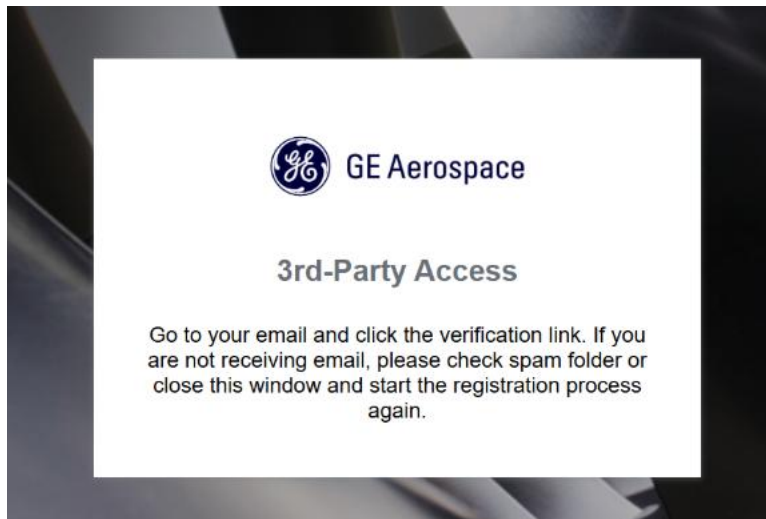 GE Aerospace
3rd-Party Access
Go to your email and click the verification link. If you
are not receiving email, please check spam folder or
close this window and start the registration process
again.